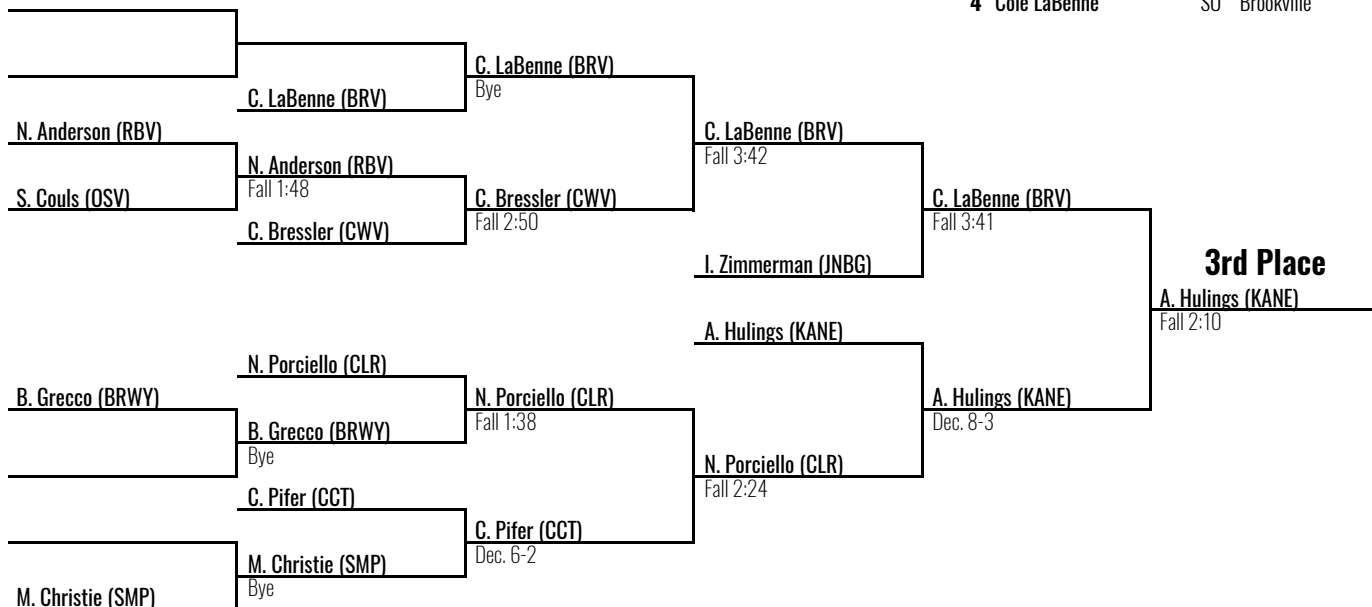 4 Cole LaBenne SO Brookville
C. LaBenne (BRV)
Bye
C. LaBenne (BRV)
N. Anderson (RBV)
C. LaBenne (BRV)
Fall 3:42
N. Anderson (RBV)
Fall 1:48
S. Couls (OSV)
C. Bressler (CWV)
Fall 2:50
C. LaBenne (BRV)
Fall 3:41
C. Bressler (CWV)
I. Zimmerman (JNBG)
3rd Place
A. Hulings (KANE)
Fall 2:10
A. Hulings (KANE)
N. Porciello (CLR)
B. Grecco (BRWY)
N. Porciello (CLR)
Fall 1:38
A. Hulings (KANE)
Dec. 8-3
B. Grecco (BRWY)
Bye
N. Porciello (CLR)
Fall 2:24
C. Pifer (CCT)
C. Pifer (CCT)
Dec. 6-2
M. Christie (SMP)
Bye
M. Christie (SMP)